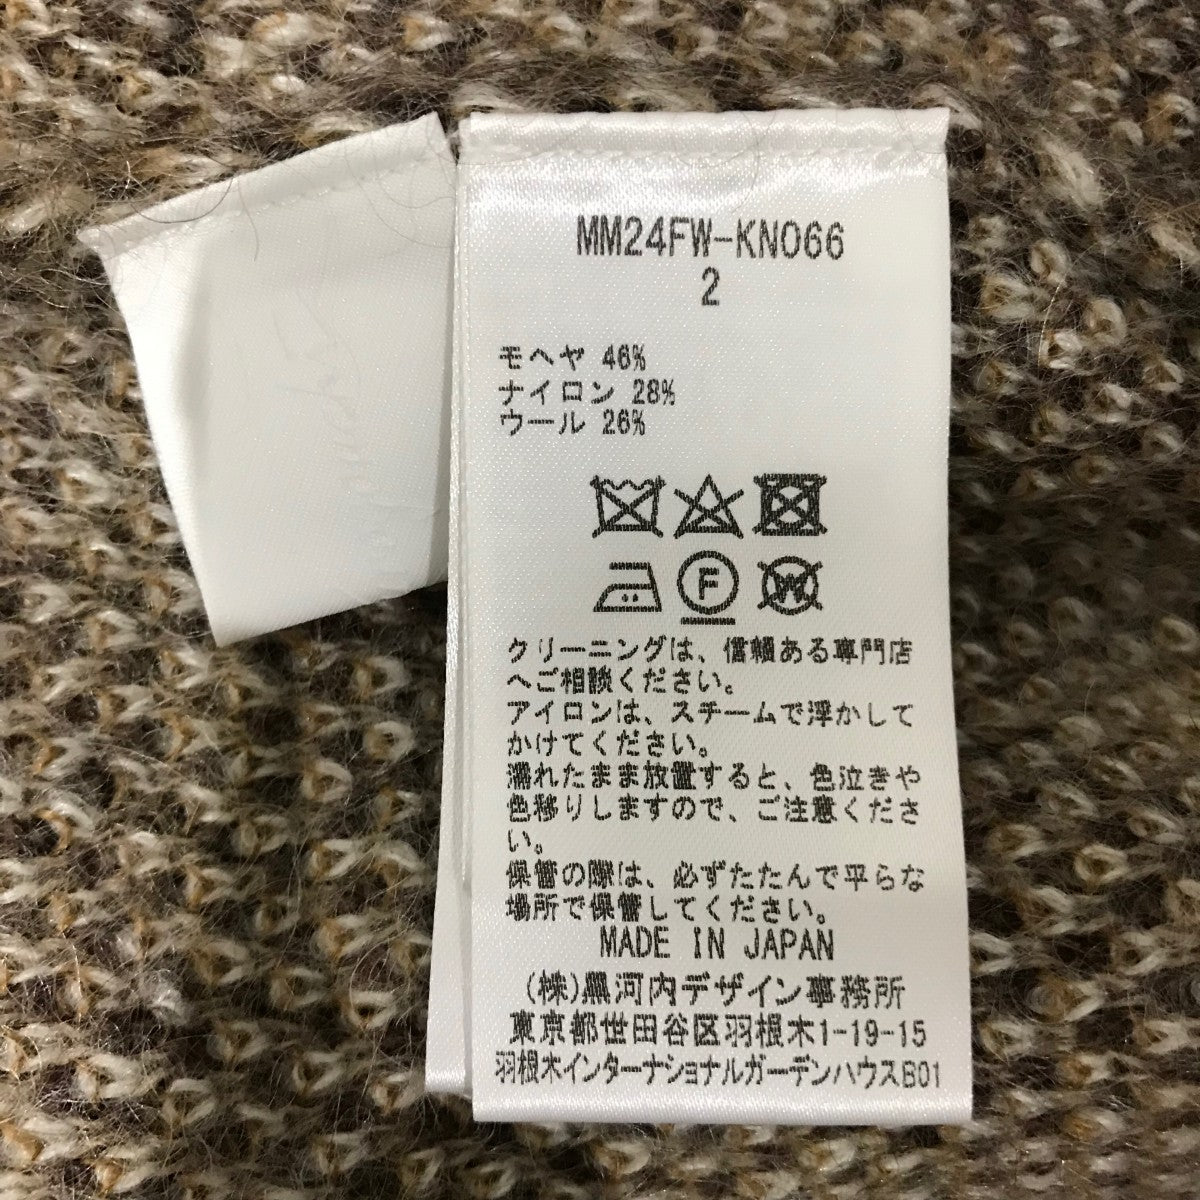 MM24FW-KN066
2
モヘヤ 46%
ナイロン 28%
ウール 26%
F
W
クリーニングは、信頼ある専門店
へご相談ください。
アイロンは、スチームで浮かして
かけてください。
濡れたまま放置すると、色泣きや
色移りしますので、ご注意くださ
い。
保管の際は、必ずたたんで平らな
場所で保管してください。
MADE IN JAPAN
(株)黒河内デザイン事務所
東京都世田谷区羽根木1-19-15
羽根木インターナショナルガーデンハウスB01